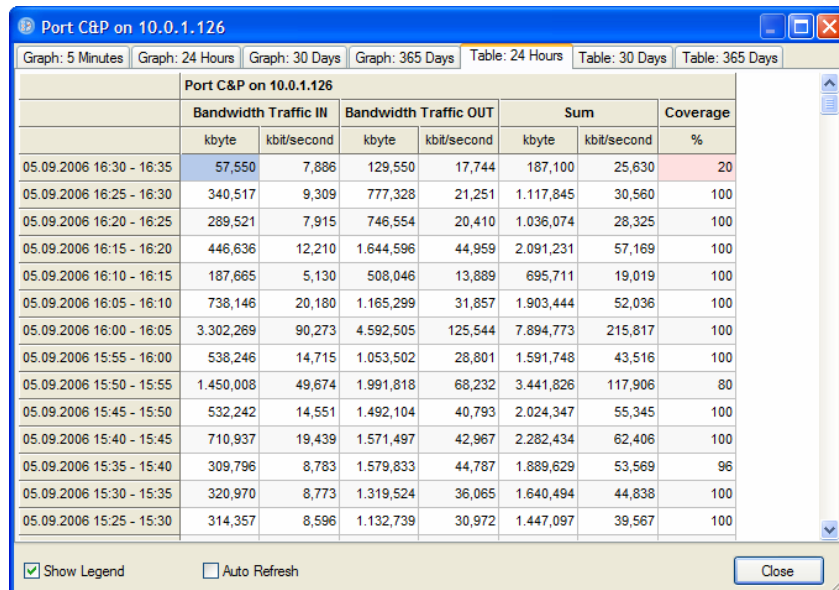 Port C&P on 10.0.1.126
Graph: 5 Minutes Graph: 24 Hours Graph: 30 Days Graph: 365 Days Table: 24 Hours Table: 30 Days Table: 365 Days
Port C&P on 10.0.1.126
Bandwidth Traffic IN Bandwidth Traffic OUT Sum Coverage
kbyte kbit/second kbyte kbit/second kbyte kbit/second %
05.09.2006 16:30 - 16:35 57,550 7,886 129,550 17,744 187,100 25,630 20
05.09.2006 16:25 - 16:30 340,517 9,309 777,328 21,251 1.117,845 30,560 100
05.09.2006 16:20 - 16:25 289,521 7,915 746,554 20,410 1.036,074 28,325 100
05.09.2006 16:15 - 16:20 446,636 12,210 1.644,596 44,959 2.091,231 57,169 100
05.09.2006 16:10 - 16:15 187,665 5,130 508,046 13,889 695,711 19,019 100
05.09.2006 16:05 - 16:10 738,146 20,180 1.165,299 31,857 1.903,444 52,036 100
05.09.2006 16:00 - 16:05 3.302,269 90,273 4.592,505 125,544 7.894,773 215,817 100
05.09.2006 15:55 - 16:00 538,246 14,715 1.053,502 28,801 1.591,748 43,516 100
05.09.2006 15:50 - 15:55 1.450,008 49,674 1.991,818 68,232 3.441,826 117,906 80
05.09.2006 15:45 - 15:50 532,242 14,551 1.492,104 40,793 2.024,347 55,345 100
05.09.2006 15:40 - 15:45 710,937 19,439 1.571,497 42,967 2.282,434 62,406 100
05.09.2006 15:35 - 15:40 309,796 8,783 1.579,833 44,787 1.889,629 53,569 96
05.09.2006 15:30 - 15:35 320,970 8,773 1.319,524 36,065 1.640,494 44,838 100
05.09.2006 15:25 - 15:30 314,357 8,596 1.132,739 30,972 1.447,097 39,567 100
Show Legend Auto Refresh Close